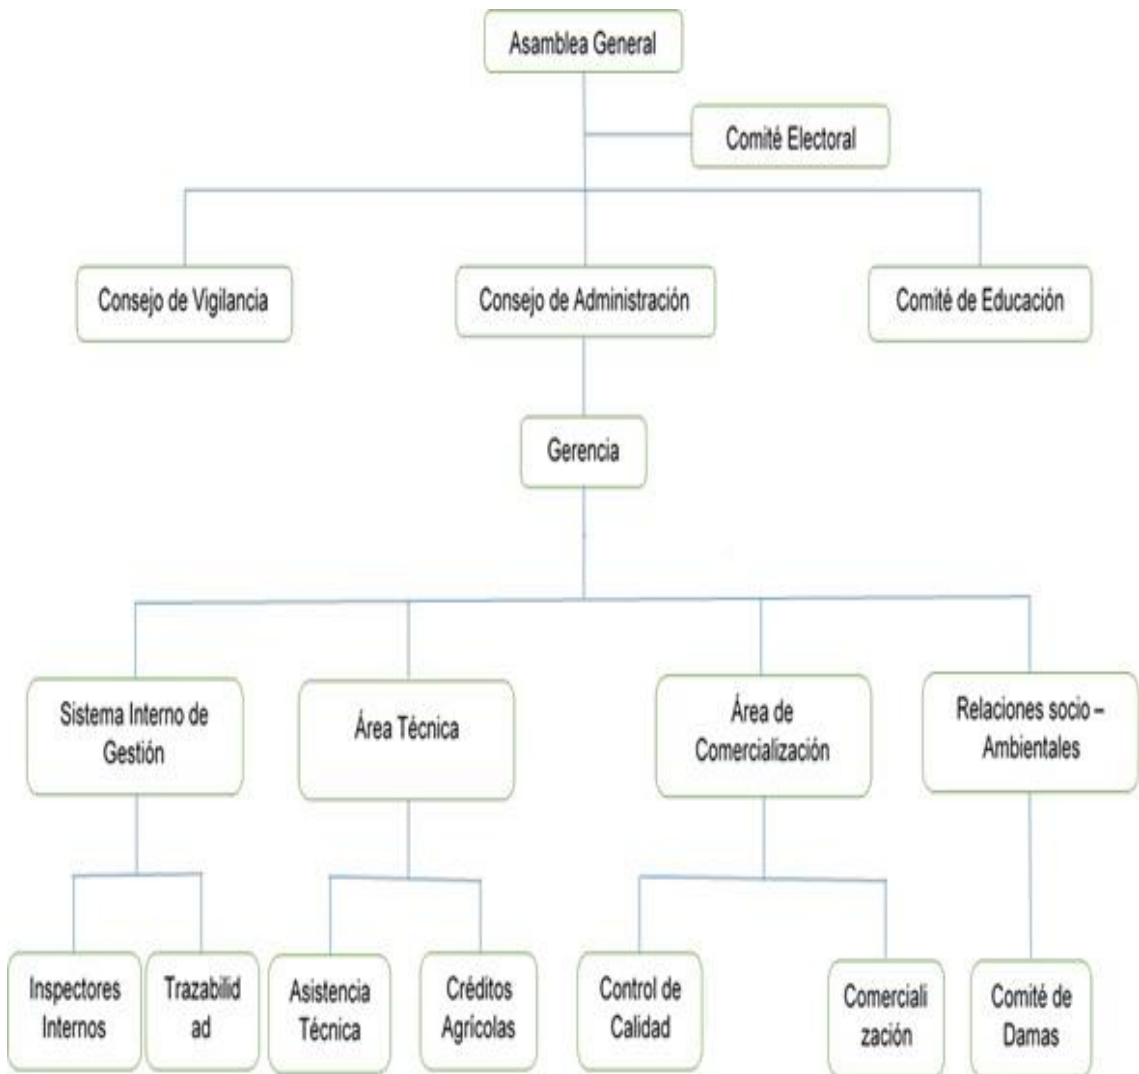 Asamblea General
Comité Electoral
Consejo de Vigilancia
Consejo de Administración
Comité de Educación
Gerencia
Sistema Interno de
Gestión
Área Técnica
Área de
Comercialización
Relaciones socio –
Ambientales
Inspectores
Internos
Trazabilid
ad
Asistencia
Técnica
Créditos
Agrícolas
Control de
Calidad
Comerciali
zación
Comité de
Damas